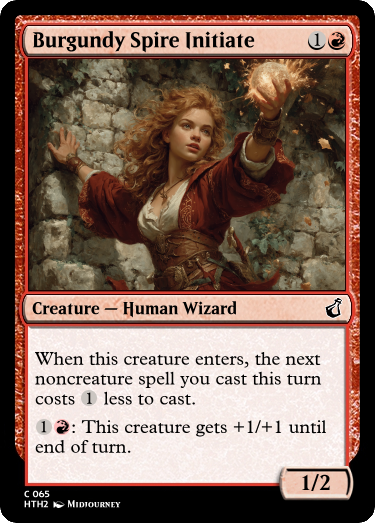 Burgundy Spire Initiate 1
Creature — Human Wizard
When this creature enters, the next
noncreature spell you cast this turn
costs 1 less to cast.
1 : This creature gets +1/+1 until
end of turn.
1/2
C 065
HTH2 Midjourney